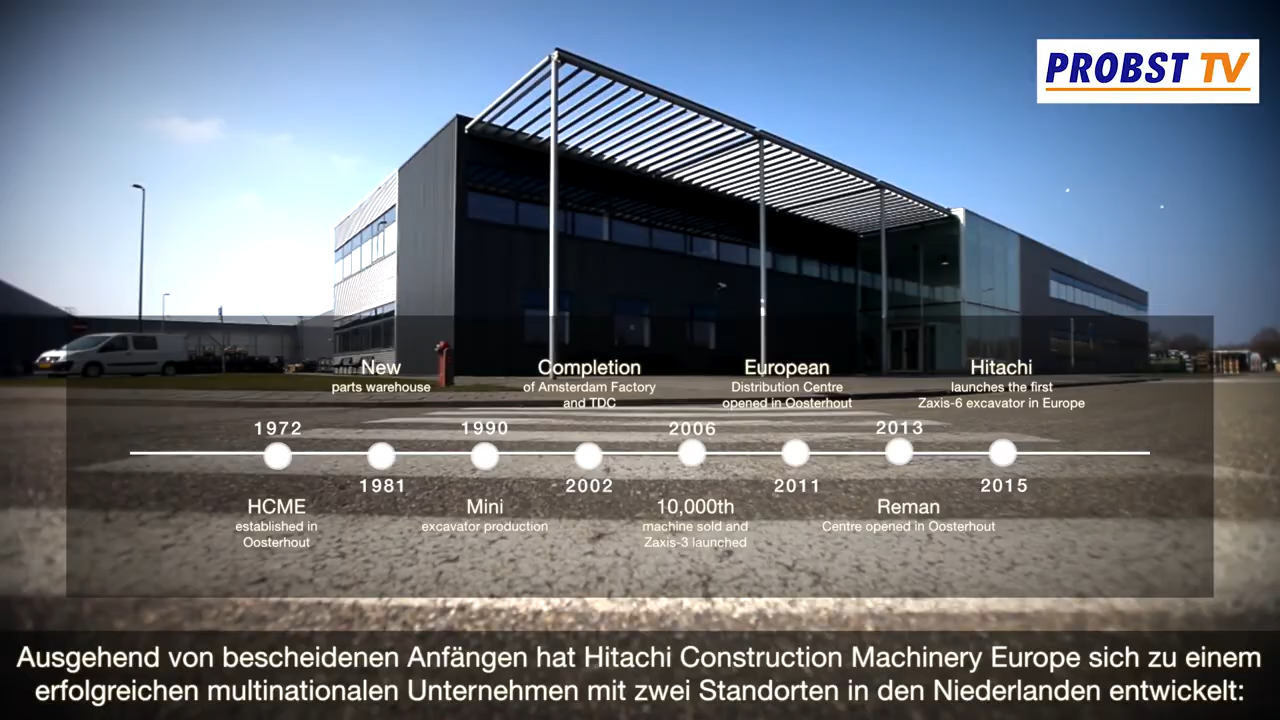 PROBST TV
New
parts warehouse
Completion
of Amsterdam Factory
and TDC
European
Distribution Centre
opened in Oosterhout
Hitachi
launches the first
Zaxis-6 excavator in Europe
1972
1990
2006
2013
1981
2002
2011
2015
HCME
established in
Oosterhout
Mini
excavator production
10,000th
machine sold and
Zaxis-3 launched
Reman
Centre opened in Oosterhout
Ausgehend von bescheidenen Anfängen hat Hitachi Construction Machinery Europe sich zu einem
erfolgreichen multinationalen Unternehmen mit zwei Standorten in den Niederlanden entwickelt: